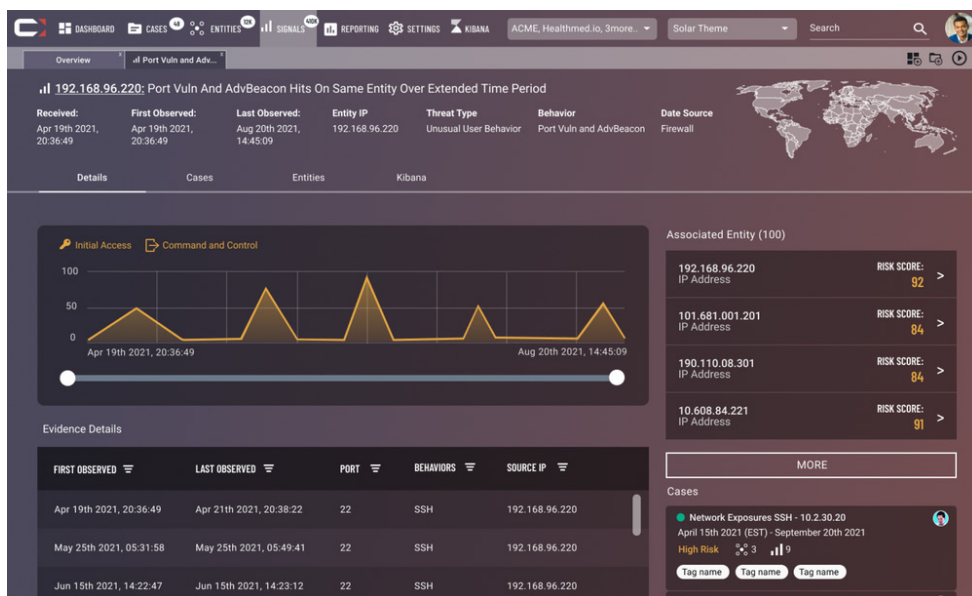 DASHBOARD CASES 48 ENTITIES 12K SIGNALS 410K REPORTING SETTINGS KIBANA ACME, Healthmed.io, 3more.. Solar Theme Search
Overview x Port Vuln and Adv... x
192.168.96.220: Port Vuln And AdvBeacon Hits On Same Entity Over Extended Time Period
Received: First Observed: Last Observed: Entity IP Threat Type Behavior Date Source
Apr 19th 2021, Apr 19th 2021, Aug 20th 2021, 192.168.96.220 Unusual User Behavior Port Vuln and AdvBeacon Firewall
20:36:49 20:36:49 14:45:09
Details Cases Entities Kibana
Initial Access Command and Control
100
50
0
Apr 19th 2021, 20:36:49 Aug 20th 2021, 14:45:09
Evidence Details
FIRST OBSERVED LAST OBSERVED PORT BEHAVIORS SOURCE IP
Apr 19th 2021, 20:36:49 Apr 21th 2021, 20:38:22 22 SSH 192.168.96.220
May 25th 2021, 05:31:58 May 25th 2021, 05:49:41 22 SSH 192.168.96.220
Jun 15th 2021, 14:22:47 Jun 15th 2021, 14:23:12 22 SSH 192.168.96.220
Associated Entity (100)
192.168.96.220 RISK SCORE:
IP Address 92 >
101.681.001.201 RISK SCORE:
IP Address 84 >
190.110.08.301 RISK SCORE:
IP Address 84 >
10.608.84.221 RISK SCORE:
IP Address 91 >
MORE
Cases
Network Exposures SSH - 10.2.30.20
April 15th 2021 (EST) - September 20th 2021
High Risk 3 9
Tag name Tag name Tag name